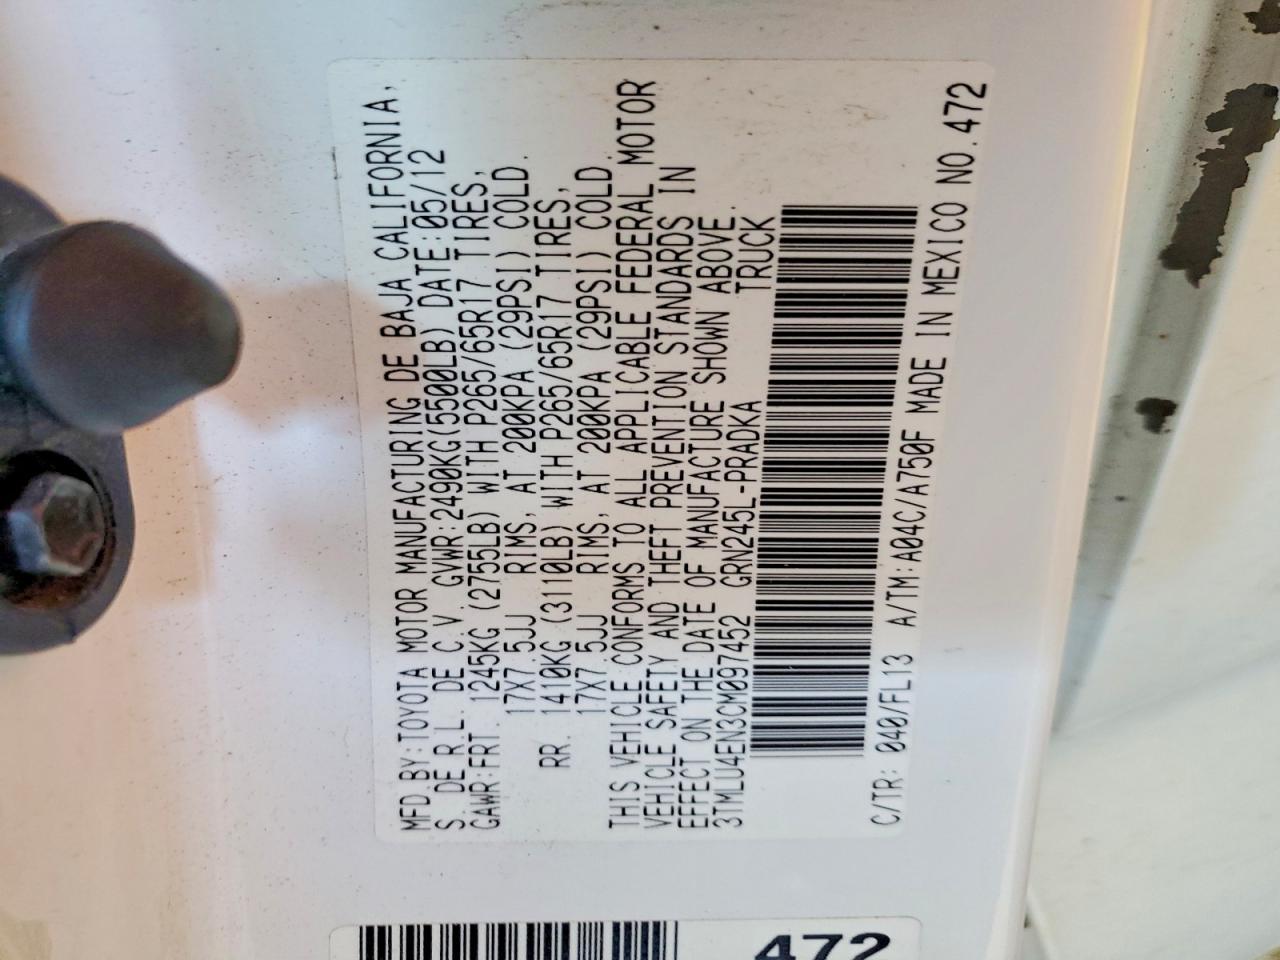 MFD.BY:TOYOTA MOTOR MANUFACTURING DE BAJA CALIFORNIA,
S. DE R.L. DE C.V. GVWR:2490KG(5500LB) DATE:05/12
GAWR:FRT. 1245KG (2755LB) WITH P265/65R17 TIRES,
17X7.5JJ RIMS, AT 200KPA (29PSI) COLD.
RR. 1410KG (3110LB) WITH P265/65R17 TIRES,
17X7.5JJ RIMS, AT 200KPA (29PSI) COLD.
THIS VEHICLE CONFORMS TO ALL APPLICABLE FEDERAL MOTOR
VEHICLE SAFETY AND THEFT PREVENTION STANDARDS IN
EFFECT ON THE DATE OF MANUFACTURE SHOWN ABOVE.
3TMLU4EN3CM097452 GRN245L-PRADKA TRUCK
C/TR: 040/FL13 A/TM:A04C/A750F MADE IN MEXICO NO.472
472